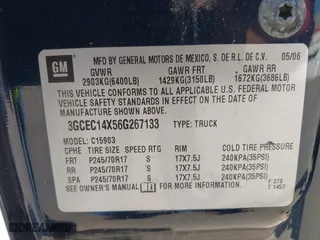 GM
MFD BY GENERAL MOTORS DE MEXICO, S. DE R.L. DE C.V. 05/06
GVWR GAWR FRT GAWR RR
2903KG(6400LB) 1429KG(3150LB) 1672KG(3686LB)
THIS VEHICLE CONFORMS TO ALL APPLICABLE U.S. FEDERAL MOTOR
VEHICLE SAFETY STANDARDS IN EFFECT ON THE DATE OF
MANUFACTURE SHOWN ABOVE.
3GCEC14X56G267133 TYPE: TRUCK
MODEL: C15903
CPHE TIRE SIZE SPEED RTG RIM COLD TIRE PRESSURE
FRT P245/70R17 S 17X7.5J 240KPA(35PSI)
RR P245/70R17 S 17X7.5J 240KPA(35PSI)
SPA P245/70R17 S 17X7.5J 240KPA(35PSI)
SEE OWNER'S MANUAL FOR MORE INFORMATION.
F 278
T 1457